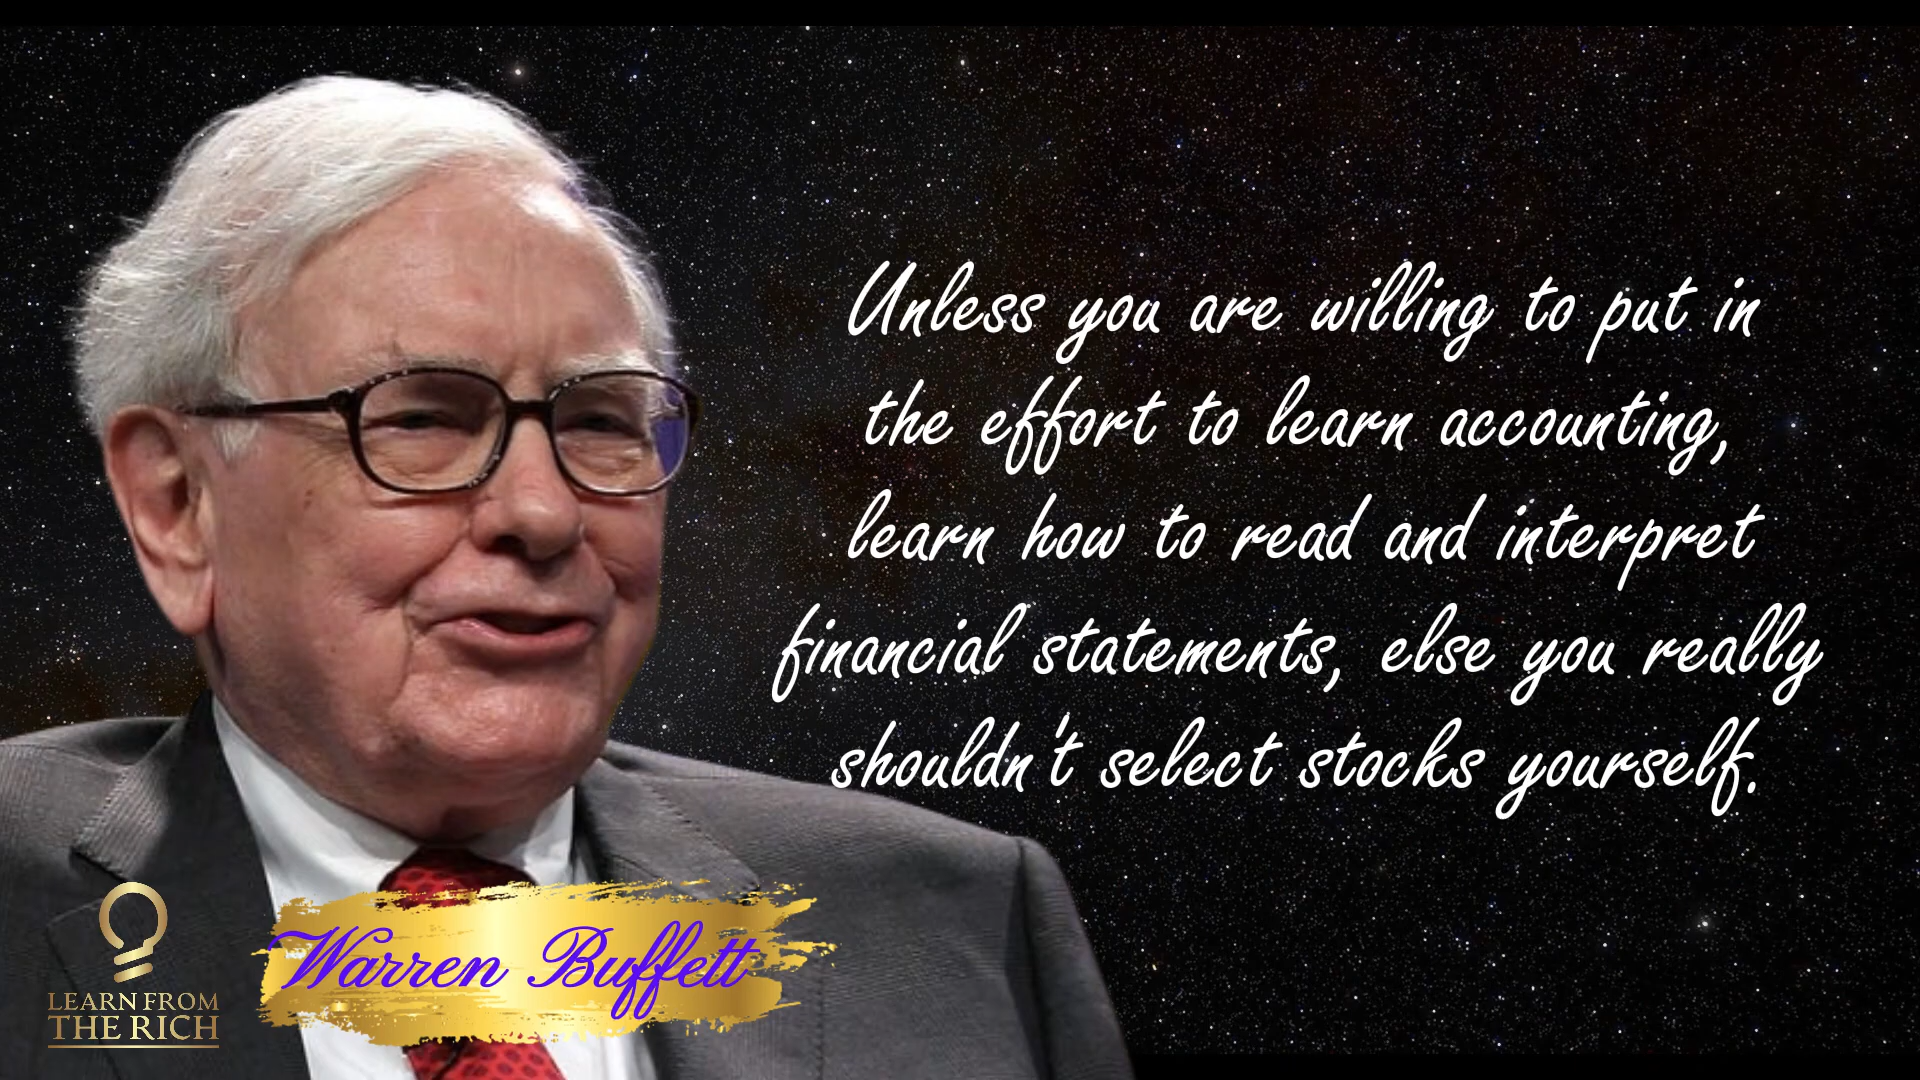 Unless you are willing to put in
the effort to learn accounting,
learn how to read and interpret
financial statements, else you really
shouldn't select stocks yourself.
Warren Buffett
LEARN FROM
THE RICH